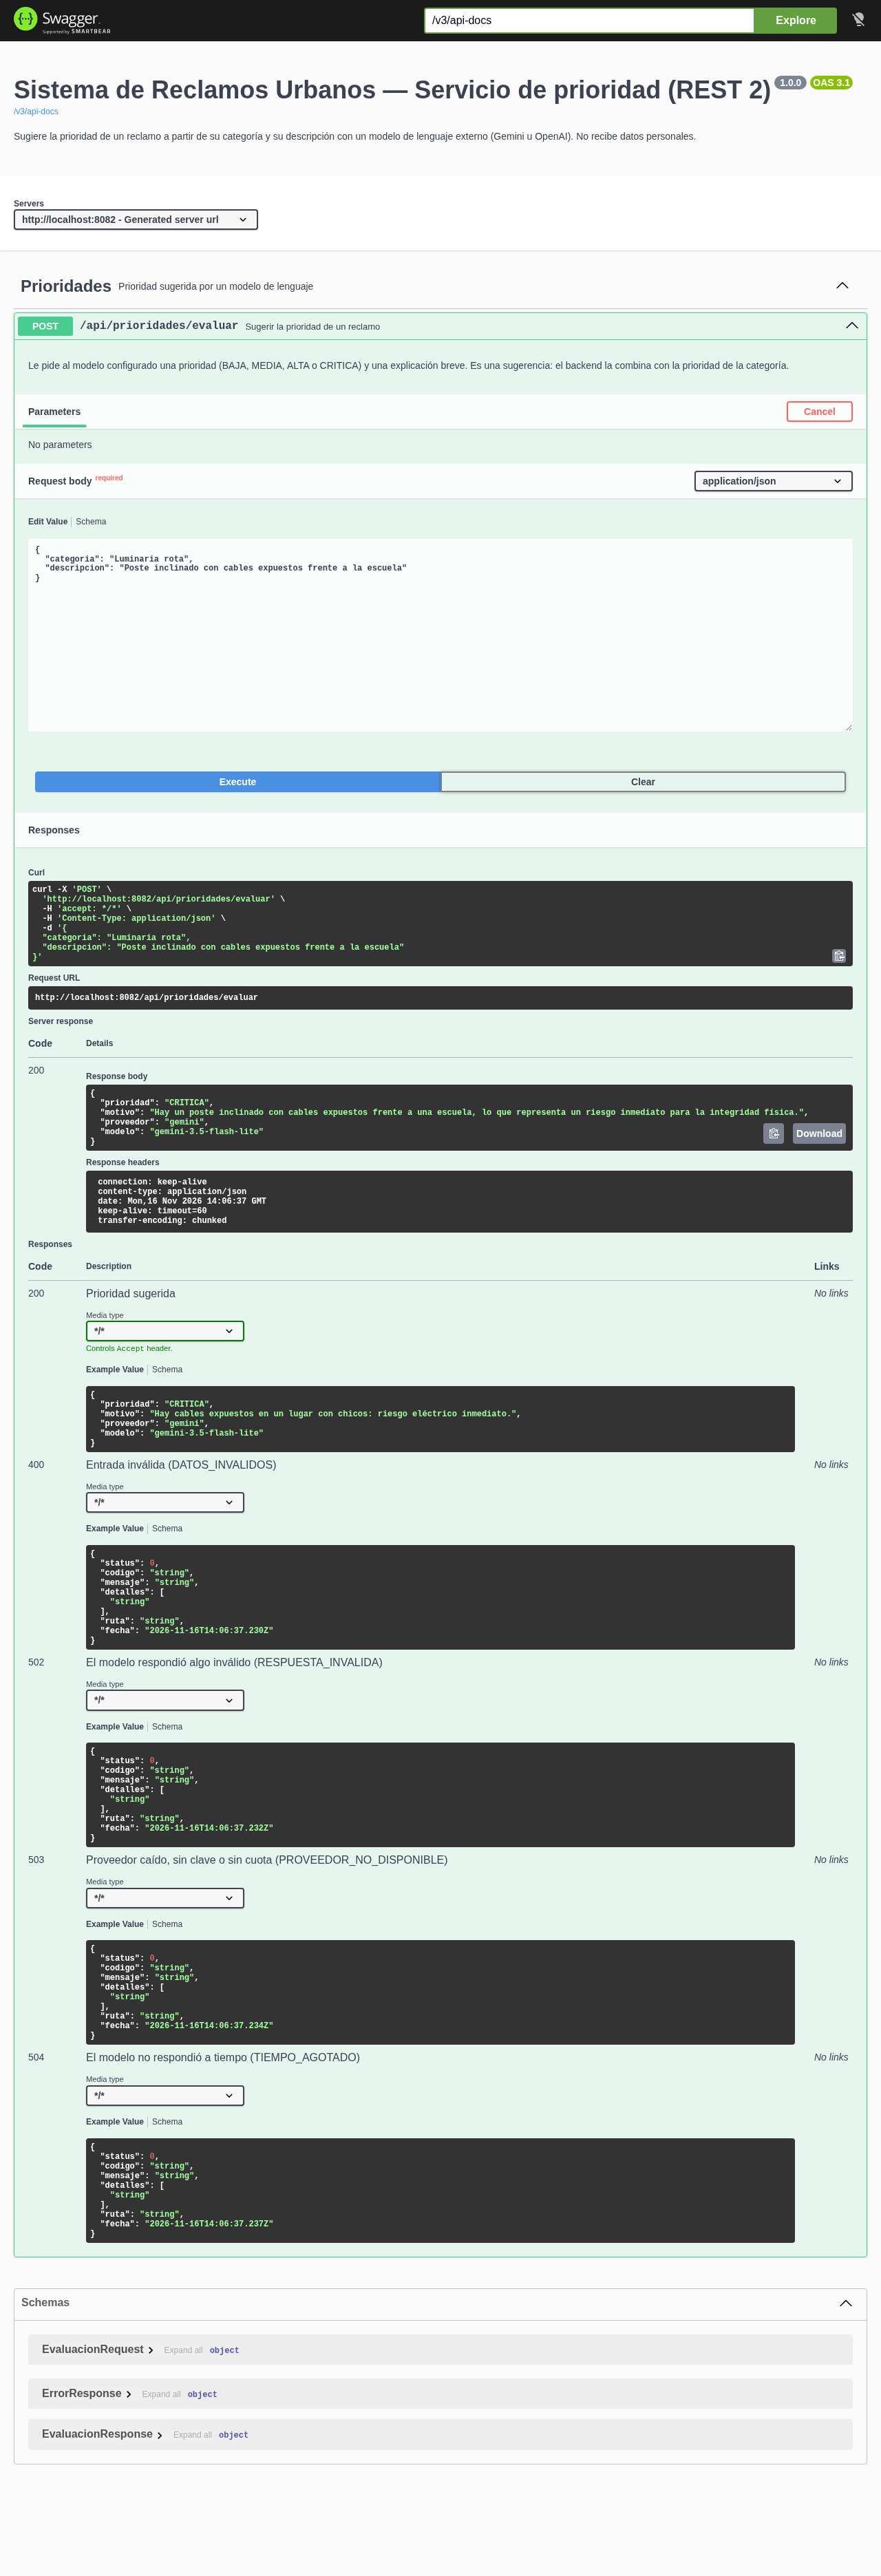 Swagger
Supported by SMARTBEAR
/v3/api-docs
Explore
Sistema de Reclamos Urbanos — Servicio de prioridad (REST 2) 1.0.0 OAS 3.1
/v3/api-docs
Sugiere la prioridad de un reclamo a partir de su categoría y su descripción con un modelo de lenguaje externo (Gemini u OpenAI). No recibe datos personales.
Servers
http://localhost:8082 - Generated server url
Prioridades Prioridad sugerida por un modelo de lenguaje
POST /api/prioridades/evaluar Sugerir la prioridad de un reclamo
Le pide al modelo configurado una prioridad (BAJA, MEDIA, ALTA o CRITICA) y una explicación breve. Es una sugerencia: el backend la combina con la prioridad de la categoría.
Parameters
Cancel
No parameters
Request body required
application/json
Edit Value Schema
{
"categoria": "Luminaria rota",
"descripcion": "Poste inclinado con cables expuestos frente a la escuela"
}
Execute
Clear
Responses
Curl
curl -X 'POST' \
'http://localhost:8082/api/prioridades/evaluar' \
-H 'accept: */*' \
-H 'Content-Type: application/json' \
-d '{
"categoria": "Luminaria rota",
"descripcion": "Poste inclinado con cables expuestos frente a la escuela"
}'
Request URL
http://localhost:8082/api/prioridades/evaluar
Server response
Code Details
200
Response body
{
"prioridad": "CRITICA",
"motivo": "Hay un poste inclinado con cables expuestos frente a una escuela, lo que representa un riesgo inmediato para la integridad física.",
"proveedor": "gemini",
"modelo": "gemini-3.5-flash-lite"
}
Download
Response headers
connection: keep-alive
content-type: application/json
date: Mon,16 Nov 2026 14:06:37 GMT
keep-alive: timeout=60
transfer-encoding: chunked
Responses
Code Description Links
200 Prioridad sugerida No links
Media type
*/*
Controls Accept header.
Example Value Schema
{
"prioridad": "CRITICA",
"motivo": "Hay cables expuestos en un lugar con chicos: riesgo eléctrico inmediato.",
"proveedor": "gemini",
"modelo": "gemini-3.5-flash-lite"
}
400 Entrada inválida (DATOS_INVALIDOS) No links
Media type
*/*
Example Value Schema
{
"status": 0,
"codigo": "string",
"mensaje": "string",
"detalles": [
"string"
],
"ruta": "string",
"fecha": "2026-11-16T14:06:37.230Z"
}
502 El modelo respondió algo inválido (RESPUESTA_INVALIDA) No links
Media type
*/*
Example Value Schema
{
"status": 0,
"codigo": "string",
"mensaje": "string",
"detalles": [
"string"
],
"ruta": "string",
"fecha": "2026-11-16T14:06:37.232Z"
}
503 Proveedor caído, sin clave o sin cuota (PROVEEDOR_NO_DISPONIBLE) No links
Media type
*/*
Example Value Schema
{
"status": 0,
"codigo": "string",
"mensaje": "string",
"detalles": [
"string"
],
"ruta": "string",
"fecha": "2026-11-16T14:06:37.234Z"
}
504 El modelo no respondió a tiempo (TIEMPO_AGOTADO) No links
Media type
*/*
Example Value Schema
{
"status": 0,
"codigo": "string",
"mensaje": "string",
"detalles": [
"string"
],
"ruta": "string",
"fecha": "2026-11-16T14:06:37.237Z"
}
Schemas
EvaluacionRequest Expand all object
ErrorResponse Expand all object
EvaluacionResponse Expand all object